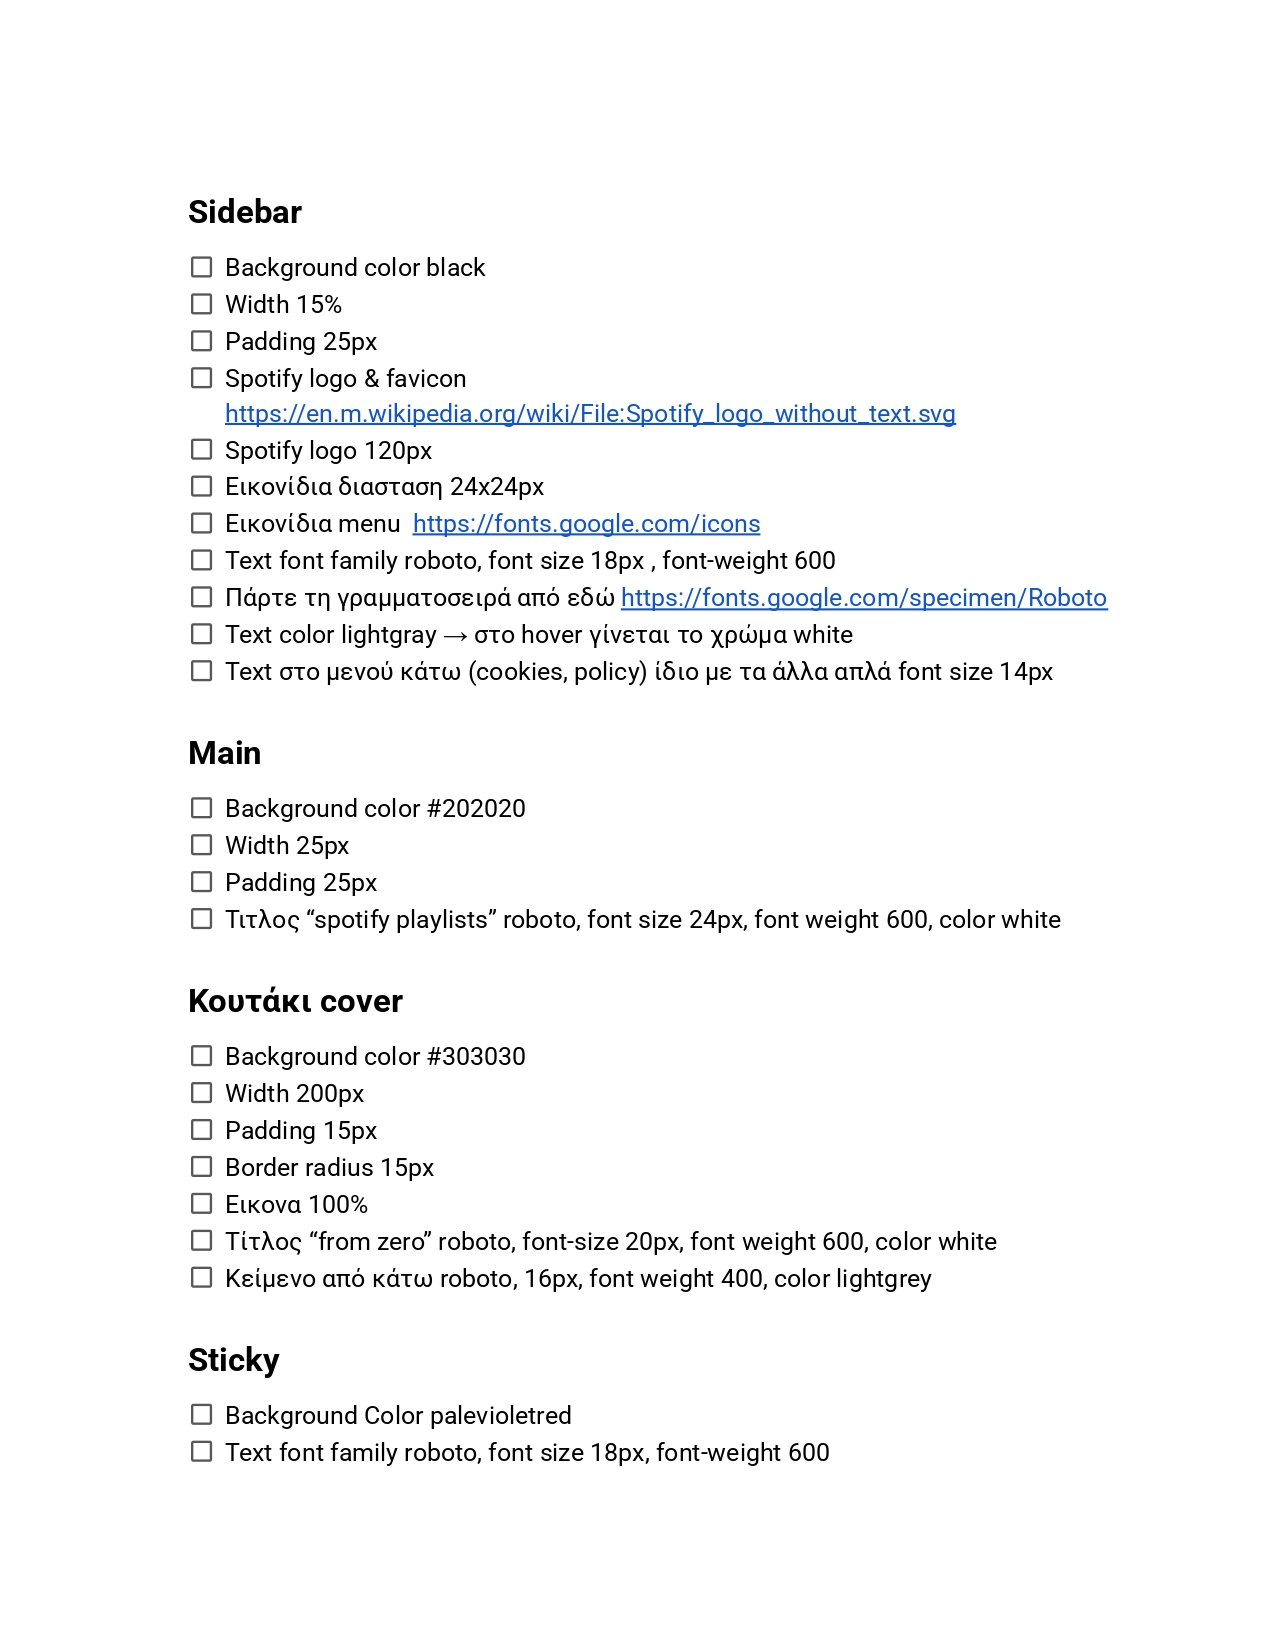 Sidebar
Background color black
Width 15%
Padding 25px
Spotify logo & favicon
https://en.m.wikipedia.org/wiki/File:Spotify_logo_without_text.svg
Spotify logo 120px
Εικονίδια διασταση 24x24px
Εικονίδια menu  https://fonts.google.com/icons
Text font family roboto, font size 18px , font-weight 600
Πάρτε τη γραμματοσειρά από εδώ https://fonts.google.com/specimen/Roboto
Text color lightgray → στο hover γίνεται το χρώμα white
Text στο μενού κάτω (cookies, policy) ίδιο με τα άλλα απλά font size 14px
Main
Background color #202020
Width 25px
Padding 25px
Τιτλος “spotify playlists” roboto, font size 24px, font weight 600, color white
Κουτάκι cover
Background color #303030
Width 200px
Padding 15px
Border radius 15px
Εικονα 100%
Τίτλος “from zero” roboto, font-size 20px, font weight 600, color white
Κείμενο από κάτω roboto, 16px, font weight 400, color lightgrey
Sticky
Background Color palevioletred
Text font family roboto, font size 18px, font-weight 600